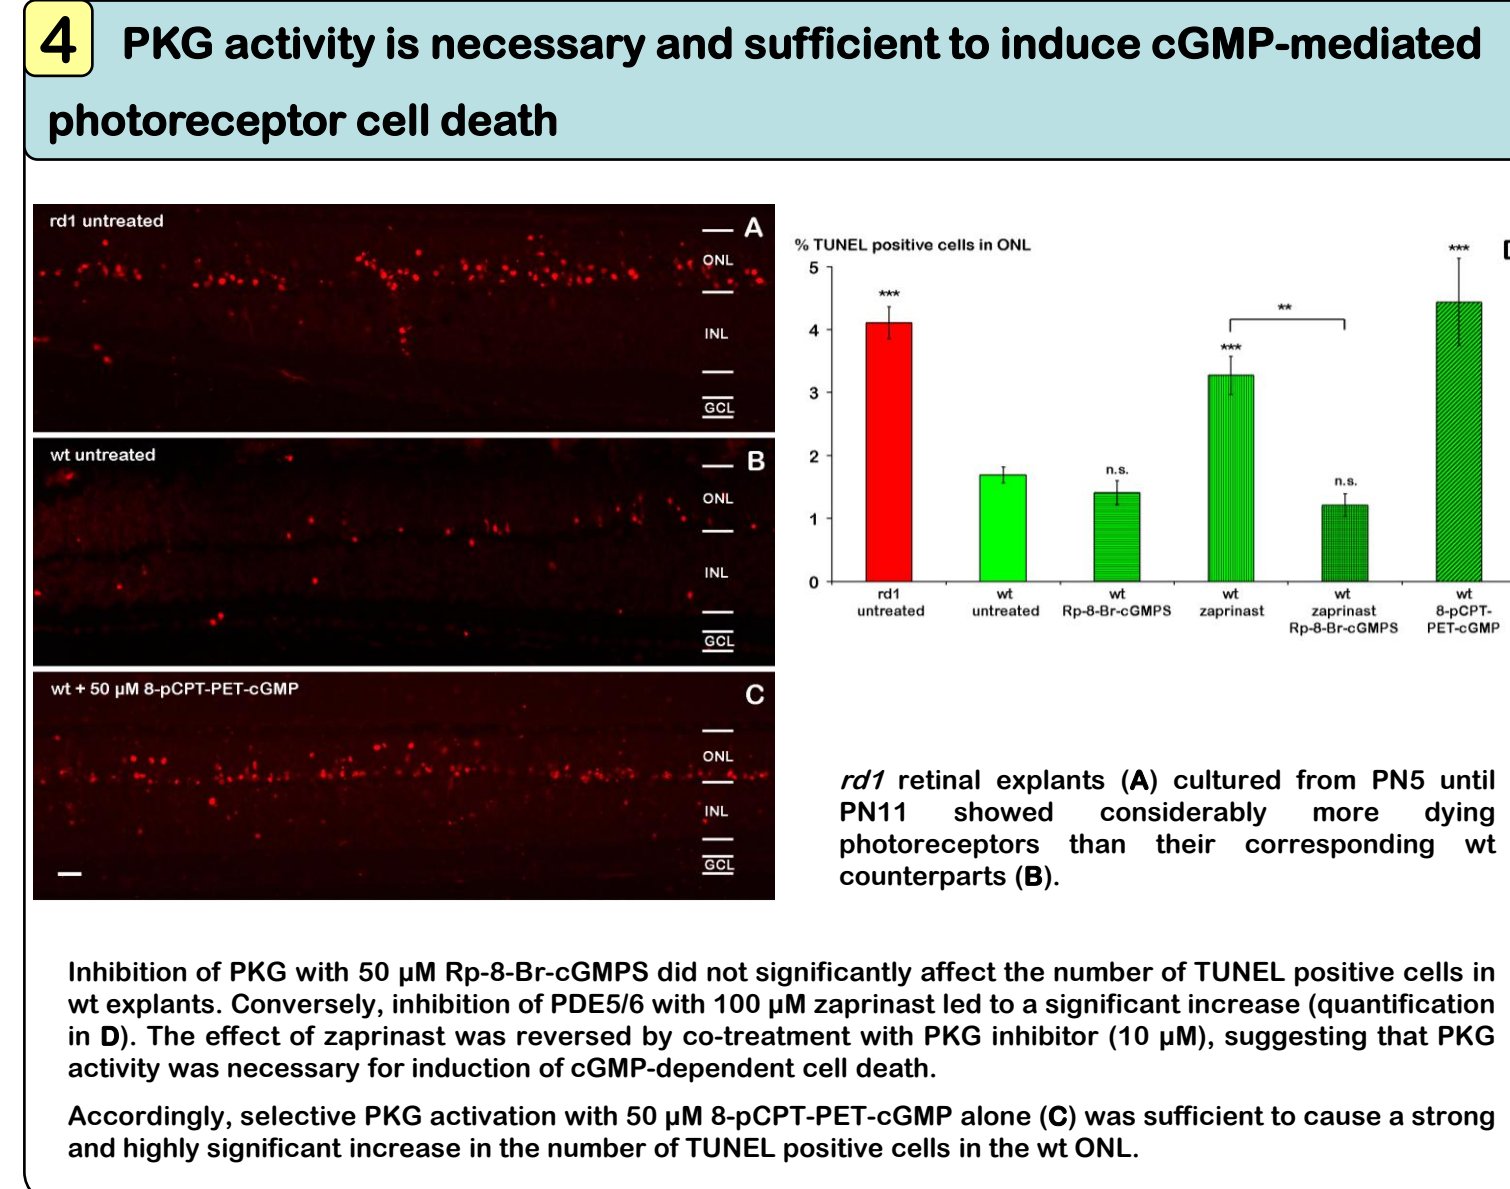 4 PKG activity is necessary and sufficient to induce cGMP-mediated
photoreceptor cell death
rd1 untreated
A
ONL
INL
GCL
wt untreated
B
ONL
INL
GCL
wt + 50 µM 8-pCPT-PET-cGMP
C
ONL
INL
GCL
% TUNEL positive cells in ONL
5
4
3
2
1
0
***
n.s.
***
**
n.s.
***
rd1
untreated
wt
untreated
wt
Rp-8-Br-cGMPS
wt
zaprinast
wt
zaprinast
Rp-8-Br-cGMPS
wt
8-pCPT-
PET-cGMP
rd1 retinal explants (A) cultured from PN5 until
PN11 showed considerably more dying
photoreceptors than their corresponding wt
counterparts (B).
Inhibition of PKG with 50 µM Rp-8-Br-cGMPS did not significantly affect the number of TUNEL positive cells in
wt explants. Conversely, inhibition of PDE5/6 with 100 µM zaprinast led to a significant increase (quantification
in D). The effect of zaprinast was reversed by co-treatment with PKG inhibitor (10 µM), suggesting that PKG
activity was necessary for induction of cGMP-dependent cell death.
Accordingly, selective PKG activation with 50 µM 8-pCPT-PET-cGMP alone (C) was sufficient to cause a strong
and highly significant increase in the number of TUNEL positive cells in the wt ONL.